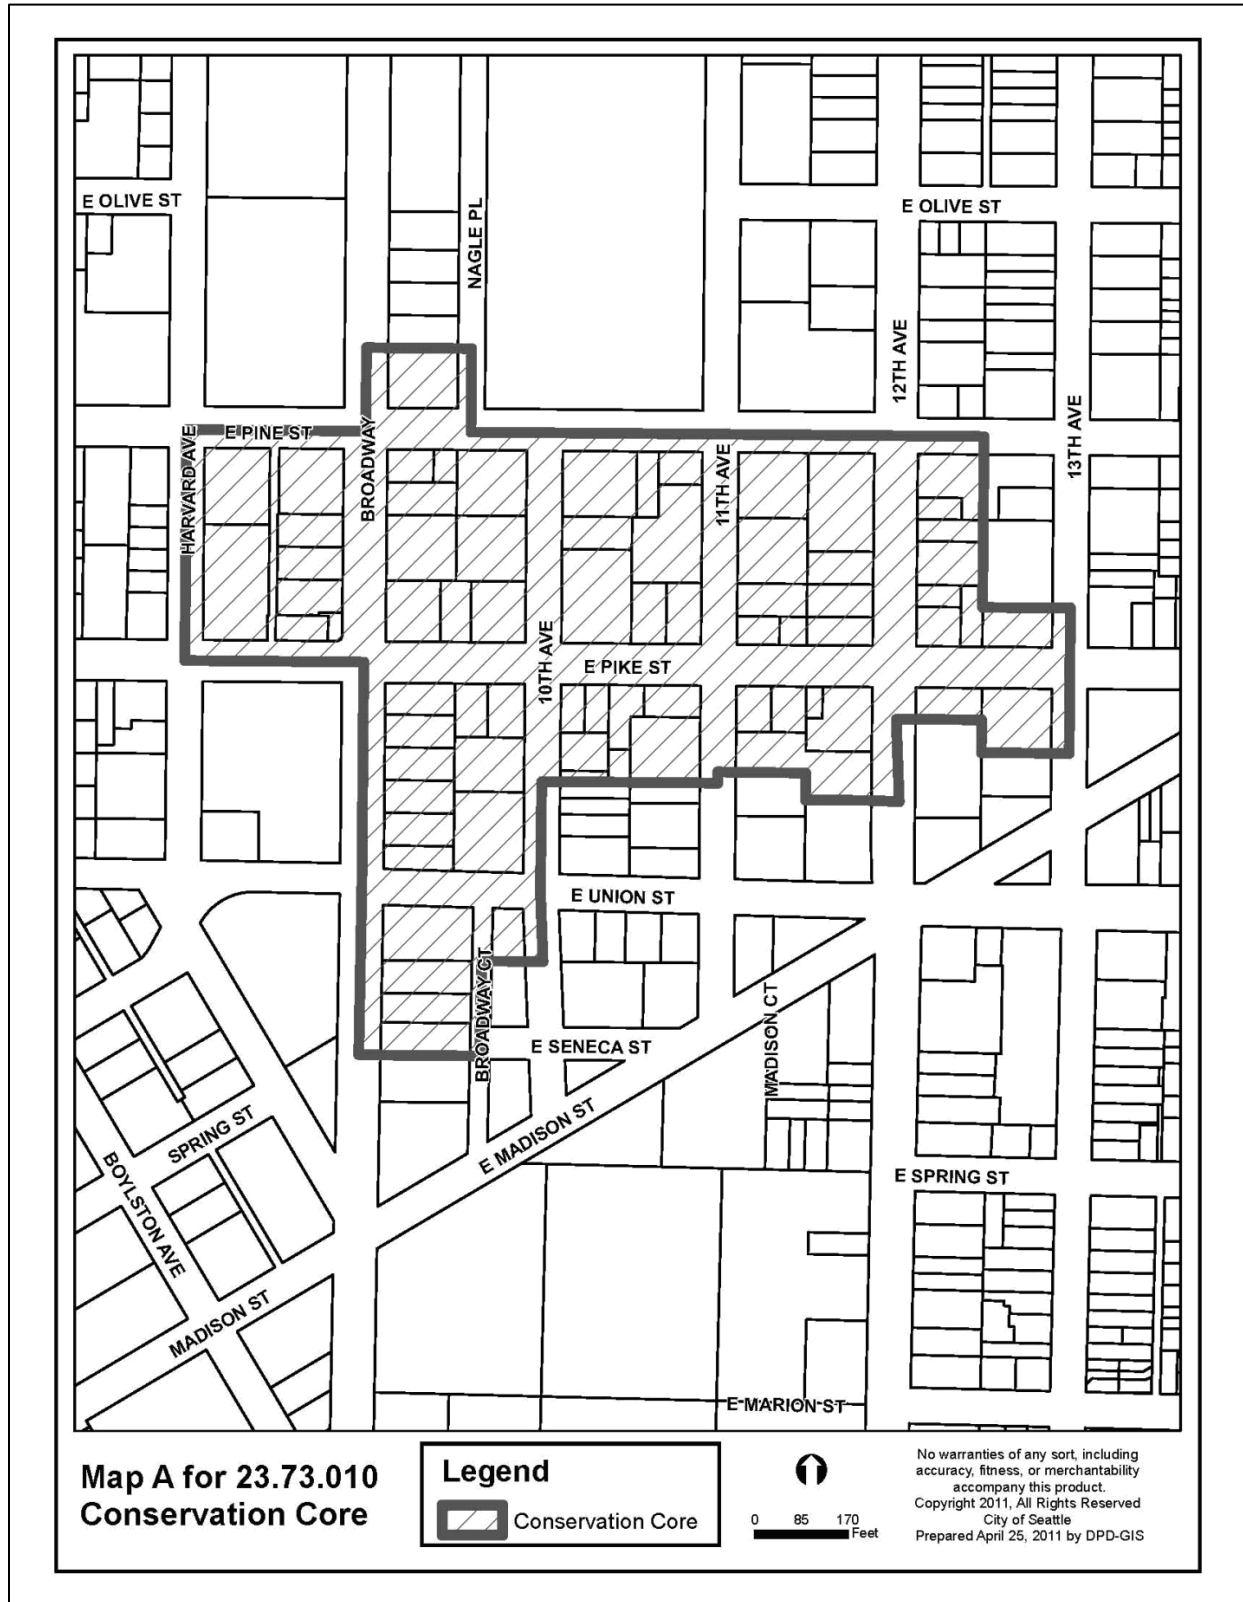 E OLIVE ST
E OLIVE ST
NAGLE PL
12TH AVE
13TH AVE
HARVARD AVE
E PINE ST
BROADWAY
11TH AVE
10TH AVE
E PIKE ST
E UNION ST
BROADWAY CT
MADISON CT
E SENECA ST
E MADISON ST
SPRING ST
BOYLSTON AVE
E SPRING ST
MADISON ST
E MARION ST
Map A for 23.73.010
Conservation Core
Legend
Conservation Core
0 85 170
Feet
No warranties of any sort, including
accuracy, fitness, or merchantability
accompany this product.
Copyright 2011, All Rights Reserved
City of Seattle
Prepared April 25, 2011 by DPD-GIS